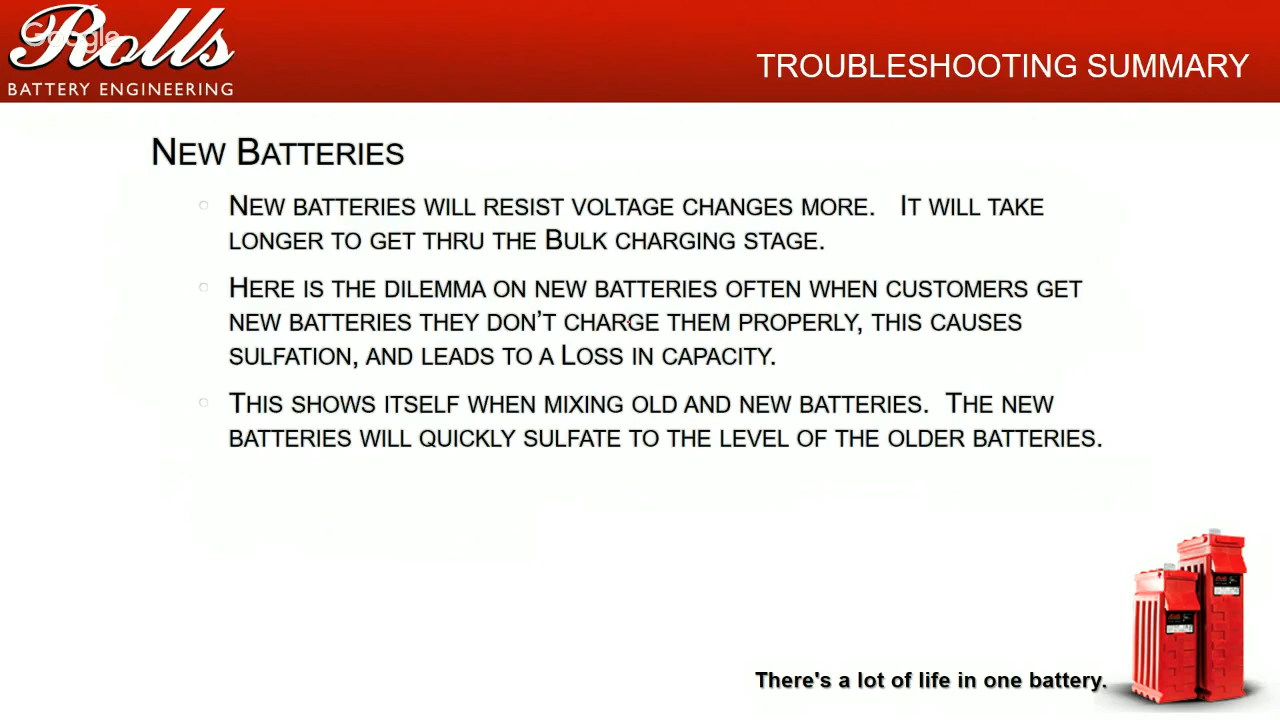 Google
Rolls
BATTERY ENGINEERING
TROUBLESHOOTING SUMMARY
NEW BATTERIES
NEW BATTERIES WILL RESIST VOLTAGE CHANGES MORE. IT WILL TAKE
LONGER TO GET THRU THE BULK CHARGING STAGE.
HERE IS THE DILEMMA ON NEW BATTERIES OFTEN WHEN CUSTOMERS GET
NEW BATTERIES THEY DON'T CHARGE THEM PROPERLY, THIS CAUSES
SULFATION, AND LEADS TO A LOSS IN CAPACITY.
THIS SHOWS ITSELF WHEN MIXING OLD AND NEW BATTERIES. THE NEW
BATTERIES WILL QUICKLY SULFATE TO THE LEVEL OF THE OLDER BATTERIES.
There's a lot of life in one battery.